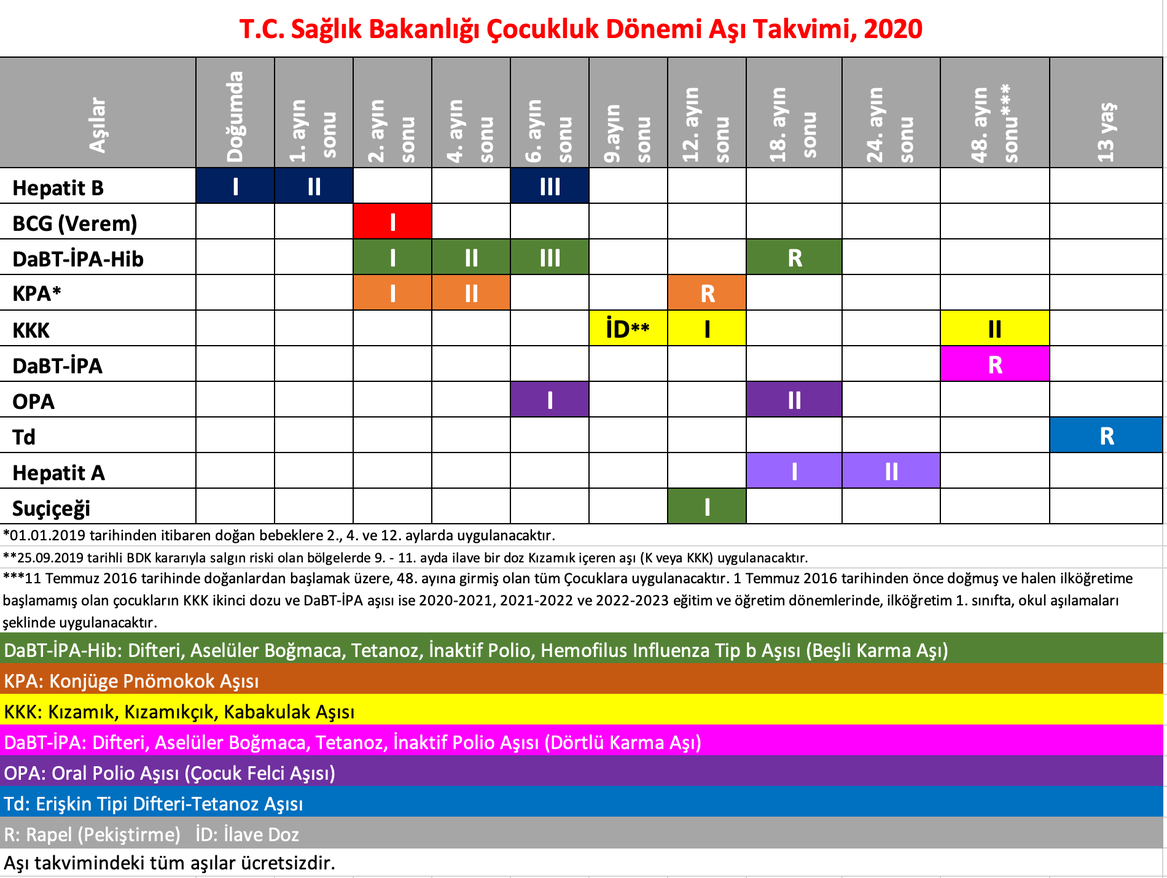 T.C. Sağlık Bakanlığı Çocukluk Dönemi Aşı Takvimi, 2020
Aşılar Doğumda 1. ayın sonu 2. ayın sonu 4. ayın sonu 6. ayın sonu 9.ayın sonu 12. ayın sonu 18. ayın sonu 24. ayın sonu 48. ayın sonu*** 13 yaş
Hepatit B I II III
BCG (Verem) I
DaBT-İPA-Hib I II III R
KPA* I II R
KKK İD** I II
DaBT-İPA R
OPA I II
Td R
Hepatit A I II
Suçiçeği I
*01.01.2019 tarihinden itibaren doğan bebeklere 2., 4. ve 12. aylarda uygulanacaktır.
**25.09.2019 tarihli BDK kararıyla salgın riski olan bölgelerde 9. - 11. ayda ilave bir doz Kızamık içeren aşı (K veya KKK) uygulanacaktır.
***11 Temmuz 2016 tarihinde doğanlardan başlamak üzere, 48. ayına girmiş olan tüm Çocuklara uygulanacaktır. 1 Temmuz 2016 tarihinden önce doğmuş ve halen ilköğretime
başlamamış olan çocukların KKK ikinci dozu ve DaBT-İPA aşısı ise 2020-2021, 2021-2022 ve 2022-2023 eğitim ve öğretim dönemlerinde, ilköğretim 1. sınıfta, okul aşılamaları
şeklinde uygulanacaktır.
DaBT-İPA-Hib: Difteri, Aselüler Boğmaca, Tetanoz, İnaktif Polio, Hemofilus Influenza Tip b Aşısı (Beşli Karma Aşı)
KPA: Konjüge Pnömokok Aşısı
KKK: Kızamık, Kızamıkçık, Kabakulak Aşısı
DaBT-İPA: Difteri, Aselüler Boğmaca, Tetanoz, İnaktif Polio Aşısı (Dörtlü Karma Aşı)
OPA: Oral Polio Aşısı (Çocuk Felci Aşısı)
Td: Erişkin Tipi Difteri-Tetanoz Aşısı
R: Rapel (Pekiştirme) İD: İlave Doz
Aşı takvimindeki tüm aşılar ücretsizdir.